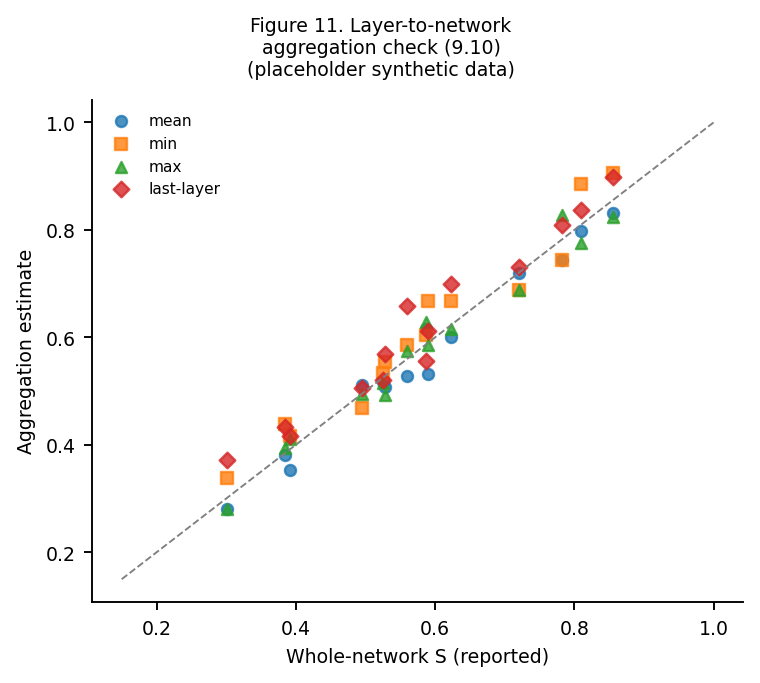 Figure 11. Layer-to-network
aggregation check (9.10)
(placeholder synthetic data)
mean
min
max
last-layer
1.0
0.8
0.6
0.4
0.2
Aggregation estimate
0.2
0.4
0.6
0.8
1.0
Whole-network S (reported)